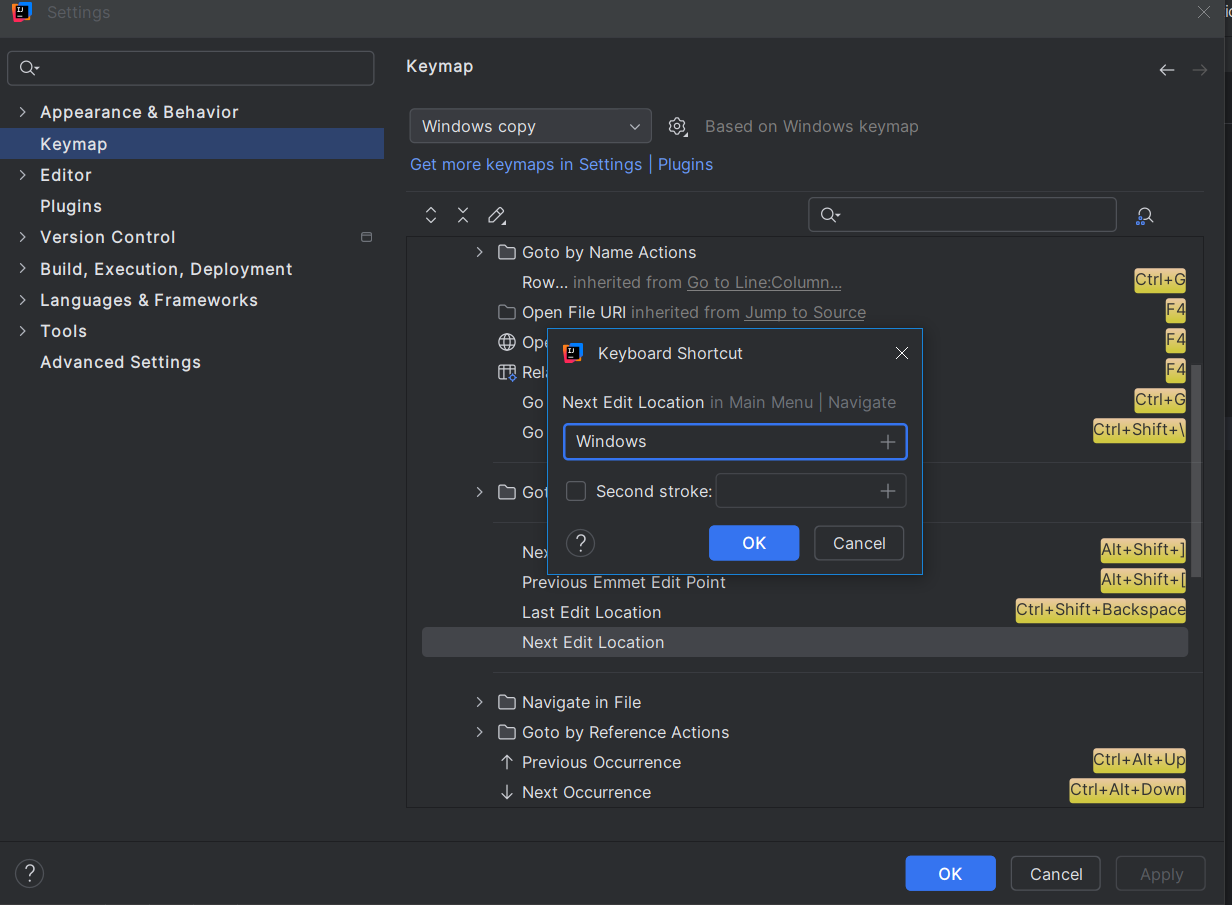 Settings
Keymap
Appearance & Behavior
Keymap
Editor
Plugins
Version Control
Build, Execution, Deployment
Languages & Frameworks
Tools
Advanced Settings
Windows copy
Based on Windows keymap
Get more keymaps in Settings | Plugins
Goto by Name Actions
Row... inherited from Go to Line:Column... Ctrl+G
Open File URI inherited from Jump to Source F4
Ope F4
Rela F4
Go Ctrl+G
Go Ctrl+Shift+\
Got
Nex Alt+Shift+]
Previous Emmet Edit Point Alt+Shift+[
Last Edit Location Ctrl+Shift+Backspace
Next Edit Location
Navigate in File
Goto by Reference Actions
Previous Occurrence Ctrl+Alt+Up
Next Occurrence Ctrl+Alt+Down
Keyboard Shortcut
Next Edit Location in Main Menu | Navigate
Windows
Second stroke:
? OK Cancel
? OK Cancel Apply